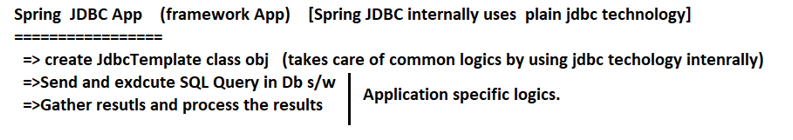 Spring JDBC App (framework App) [Spring JDBC internally uses plain jdbc technology]
=================
=> create JdbcTemplate class obj (takes care of common logics by using jdbc techology intenrally)
=>Send and exdcute SQL Query in Db s/w
=>Gather resutls and process the results
Application specific logics.